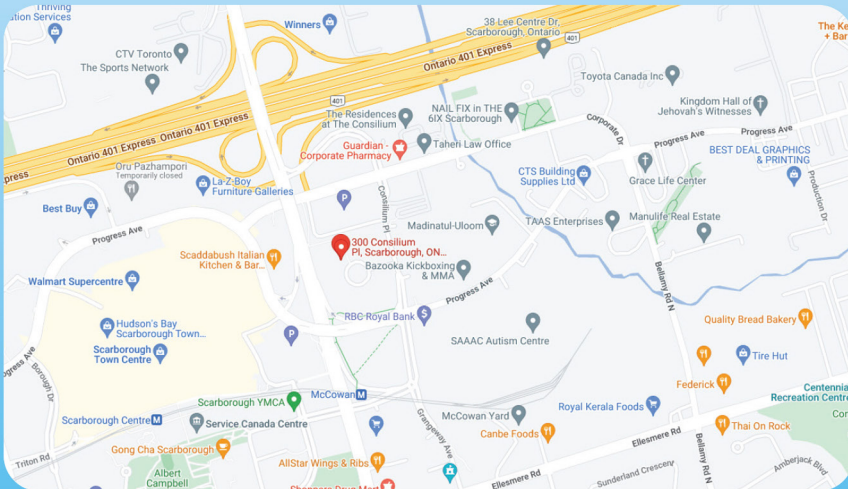 Thriving
ation Services
Winners
38 Lee Centre Dr,
Scarborough, Ontario
401
The Ke
+ Bar
CTV Toronto
The Sports Network
Ontario 401 Express
Toyota Canada Inc
401
The Residences
at The Consilium
NAIL FIX in THE
6IX Scarborough
Corporate Dr
Kingdom Hall of
Jehovah's Witnesses
Ontario 401 Express Ontario 401 Express
press
Guardian -
Corporate Pharmacy
Taheri Law Office
Progress Ave
Progress Ave
BEST DEAL GRAPHICS
& PRINTING
Oru Pazhampori
Temporarily closed
La-Z-Boy
Furniture Galleries
CTS Building
Supplies Ltd
Grace Life Center
Production Dr
Best Buy
P
Consilium Pl
Madinatul-Uloom
TAAS Enterprises
Manulife Real Estate
Progress Ave
300 Consilium
Pl, Scarborough, ON...
Scaddabush Italian
Kitchen & Bar...
Bazooka Kickboxing
& MMA
Bellamy Rd N
Walmart Supercentre
Progress Ave
RBC Royal Bank
Quality Bread Bakery
Hudson's Bay
Scarborough Town...
P
SAAAC Autism Centre
Scarborough
Town Centre
Tire Hut
Progress Ave
Borough Dr
Federick
Centennia
Recreation Centre
McCowan M
Scarborough YMCA
Royal Kerala Foods
Scarborough Centre M
Service Canada Centre
Grangeway Ave
McCowan Yard
Canbe Foods
Ellesmere Rd
Thai On Rock
Gong Cha Scarborough
Triton Rd
AllStar Wings & Ribs
Albert
Campbell
Bellamy Rd N
Amberjack Blvd
Sunderland Crescent
Ellesmere Rd
Shoppers Drug Mart
Con